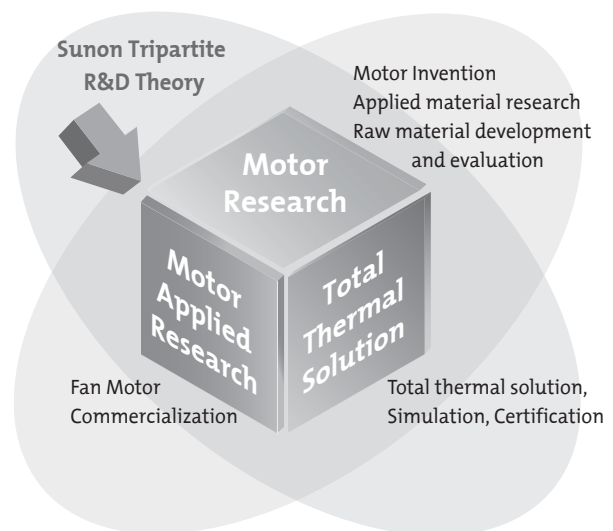 Sunon Tripartite
R&D Theory
Motor Invention
Applied material research
Raw material development
and evaluation
Motor
Research
Motor
Applied
Research
Total
Thermal
Solution
Fan Motor
Commercialization
Total thermal solution,
Simulation, Certification